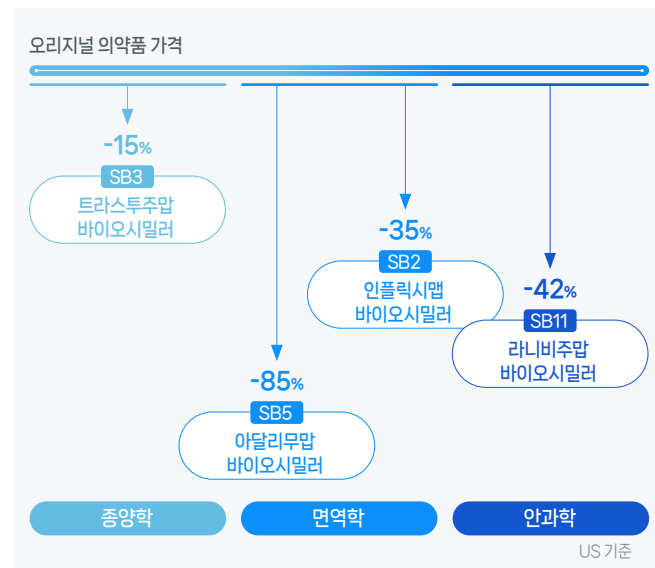 오리지널 의약품 가격
-15%
SB3
트라스투주맙
바이오시밀러
-35%
SB2
인플릭시맵
바이오시밀러
-42%
SB11
라니비주맙
바이오시밀러
-85%
SB5
아달리무맙
바이오시밀러
종양학
면역학
안과학
US 기준